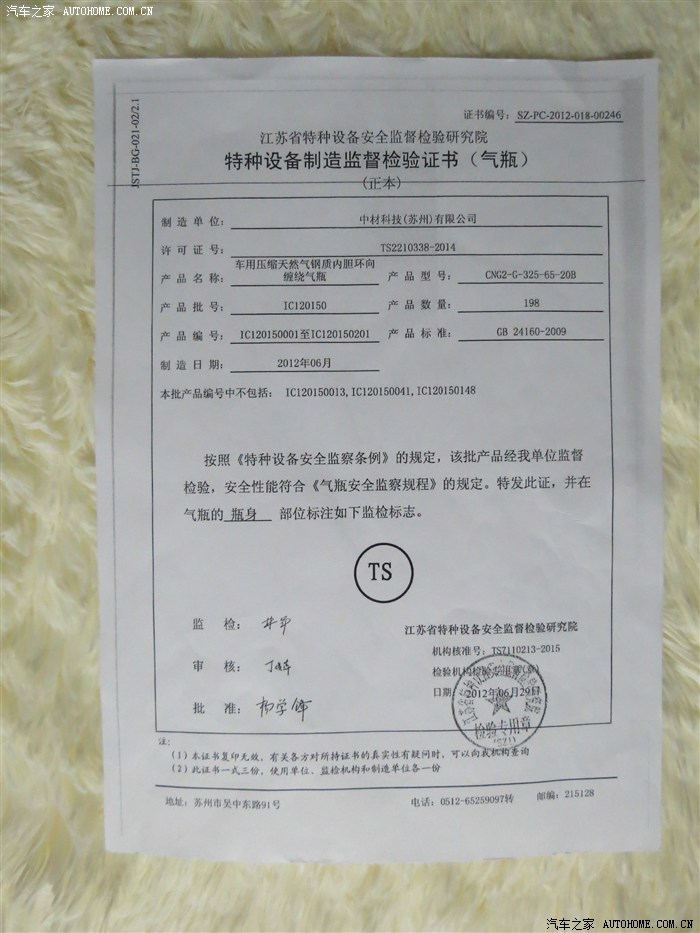 汽车之家 AUTOHOME.COM.CN
JSTJ-BG-021-02/2.1
证书编号: SZ-PC-2012-018-00246
江苏省特种设备安全监督检验研究院
特种设备制造监督检验证书（气瓶）
(正本)
制造单位: 中材科技(苏州)有限公司
许可证号: TS2210338-2014
产品名称: 车用压缩天然气钢质内胆环向缠绕气瓶 产品型号: CNG2-G-325-65-20B
产品批号: IC120150 产品数量: 198
产品编号: IC120150001至IC120150201 产品标准: GB 24160-2009
制造日期: 2012年06月
本批产品编号中不包括: IC120150013,IC120150041,IC120150148
按照《特种设备安全监察条例》的规定，该批产品经我单位监督
检验，安全性能符合《气瓶安全监察规程》的规定。特发此证，并在
气瓶的 瓶身 部位标注如下监检标志。
TS
监检:
江苏省特种设备安全监督检验研究院
机构核准号: TS7110213-2015
审核:
检验机构检验专用章(章)
日期: 2012年06月29日
批准:
检验专用章
(SZ1)
注:
(1) 本证书复印无效，有关各方对所持证书的真实性有疑问时，可以向我机构查询
(2) 此证书一式三份，使用单位、监检机构和制造单位各一份
地址: 苏州市吴中东路91号 电话: 0512-65259097转 邮编: 215128
汽车之家 AUTOHOME.COM.CN